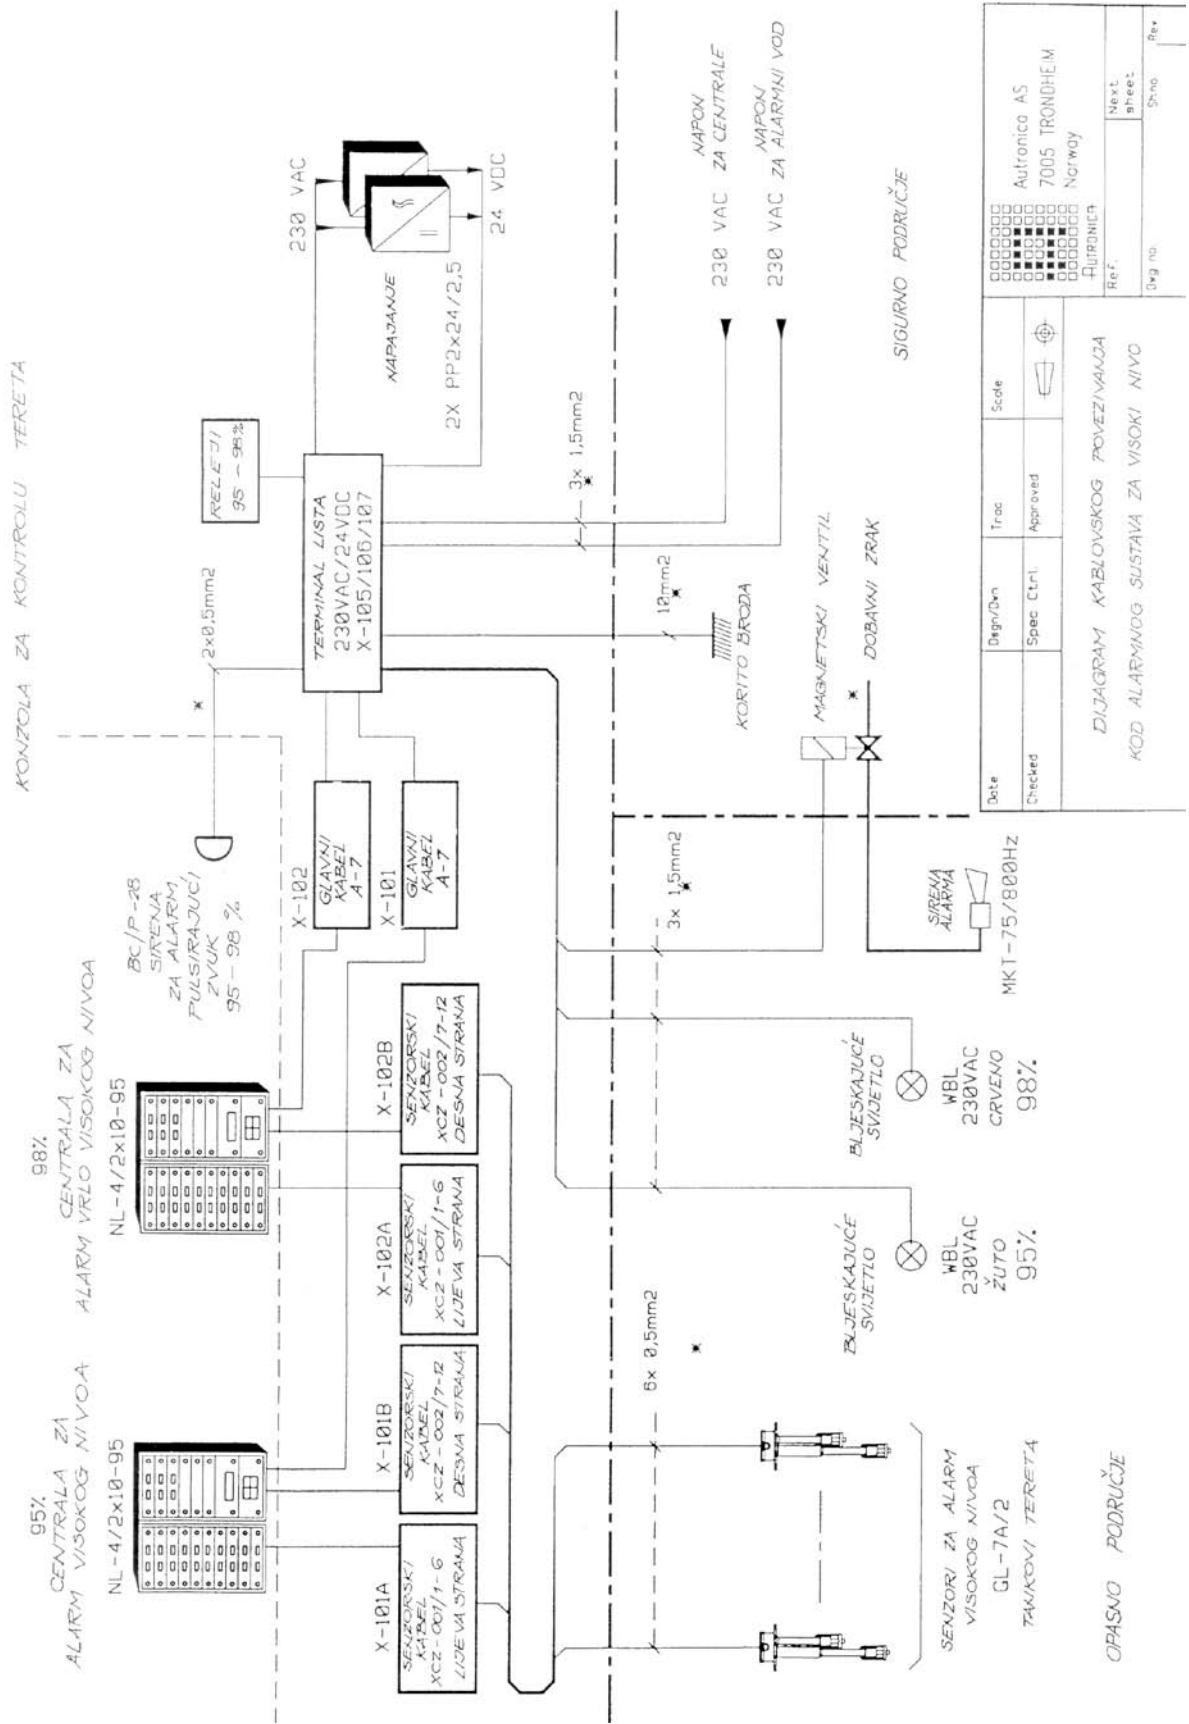 KONZOLA ZA KONTROLU TERETA
95%
CENTRALA ZA
ALARM VISOKOG NIVOA
NL-4/2x10-95
98%
CENTRALA ZA
ALARM VRLO VISOKOG NIVOA
NL-4/2x10-95
BC/P-28
SIRENA
ZA ALARM
PULSIRAJUĆI
ZVUK
95-98 %
2x0,5mm2
RELEJI
95-98%
230 VAC
NAPAJANJE
2X PP2x24/2,5
24 VDC
X-102
GLAVNI
KABEL
A-7
X-101
GLAVNI
KABEL
A-7
TERMINAL LISTA
230VAC/24VDC
X-105/106/107
X-101A
SENZORSKI
KABEL
XCZ-001/1-6
LIJEVA STRANA
X-101B
SENZORSKI
KABEL
XCZ-002/7-12
DESNA STRANA
X-102A
SENZORSKI
KABEL
XCZ-001/1-6
LIJEVA STRANA
X-102B
SENZORSKI
KABEL
XCZ-002/7-12
DESNA STRANA
3x 1,5mm2
10mm2
KORITO BRODA
NAPON
230 VAC ZA CENTRALE
NAPON
230 VAC ZA ALARMNI VOD
SIGURNO PODRUČJE
6x 0,5mm2
3x 1,5mm2
MAGNETSKI VENTIL
DOBAVNI ZRAK
SIRENA
ALARMA
MKT-75/800Hz
BLJESKAJUĆE
SVIJETLO
WBL
230VAC
ŽUTO
95%
BLJESKAJUĆE
SVIJETLO
WBL
230VAC
CRVENO
98%
SENZORI ZA ALARM
VISOKOG NIVOA
GL-7A/2
TANKOVI TERETA
OPASNO PODRUČJE
Date
Dsgn/Dwn
Trac
Scale
Checked
Spec Ctrl.
Approved
AUTRONICA
Autronica AS
7005 TRONDHEIM
Norway
DIJAGRAM KABLOVSKOG POVEZIVANJA
KOD ALARMNOG SUSTAVA ZA VISOKI NIVO
Ref.
Next
sheet
Dwg no.
Sh.no.
Rev